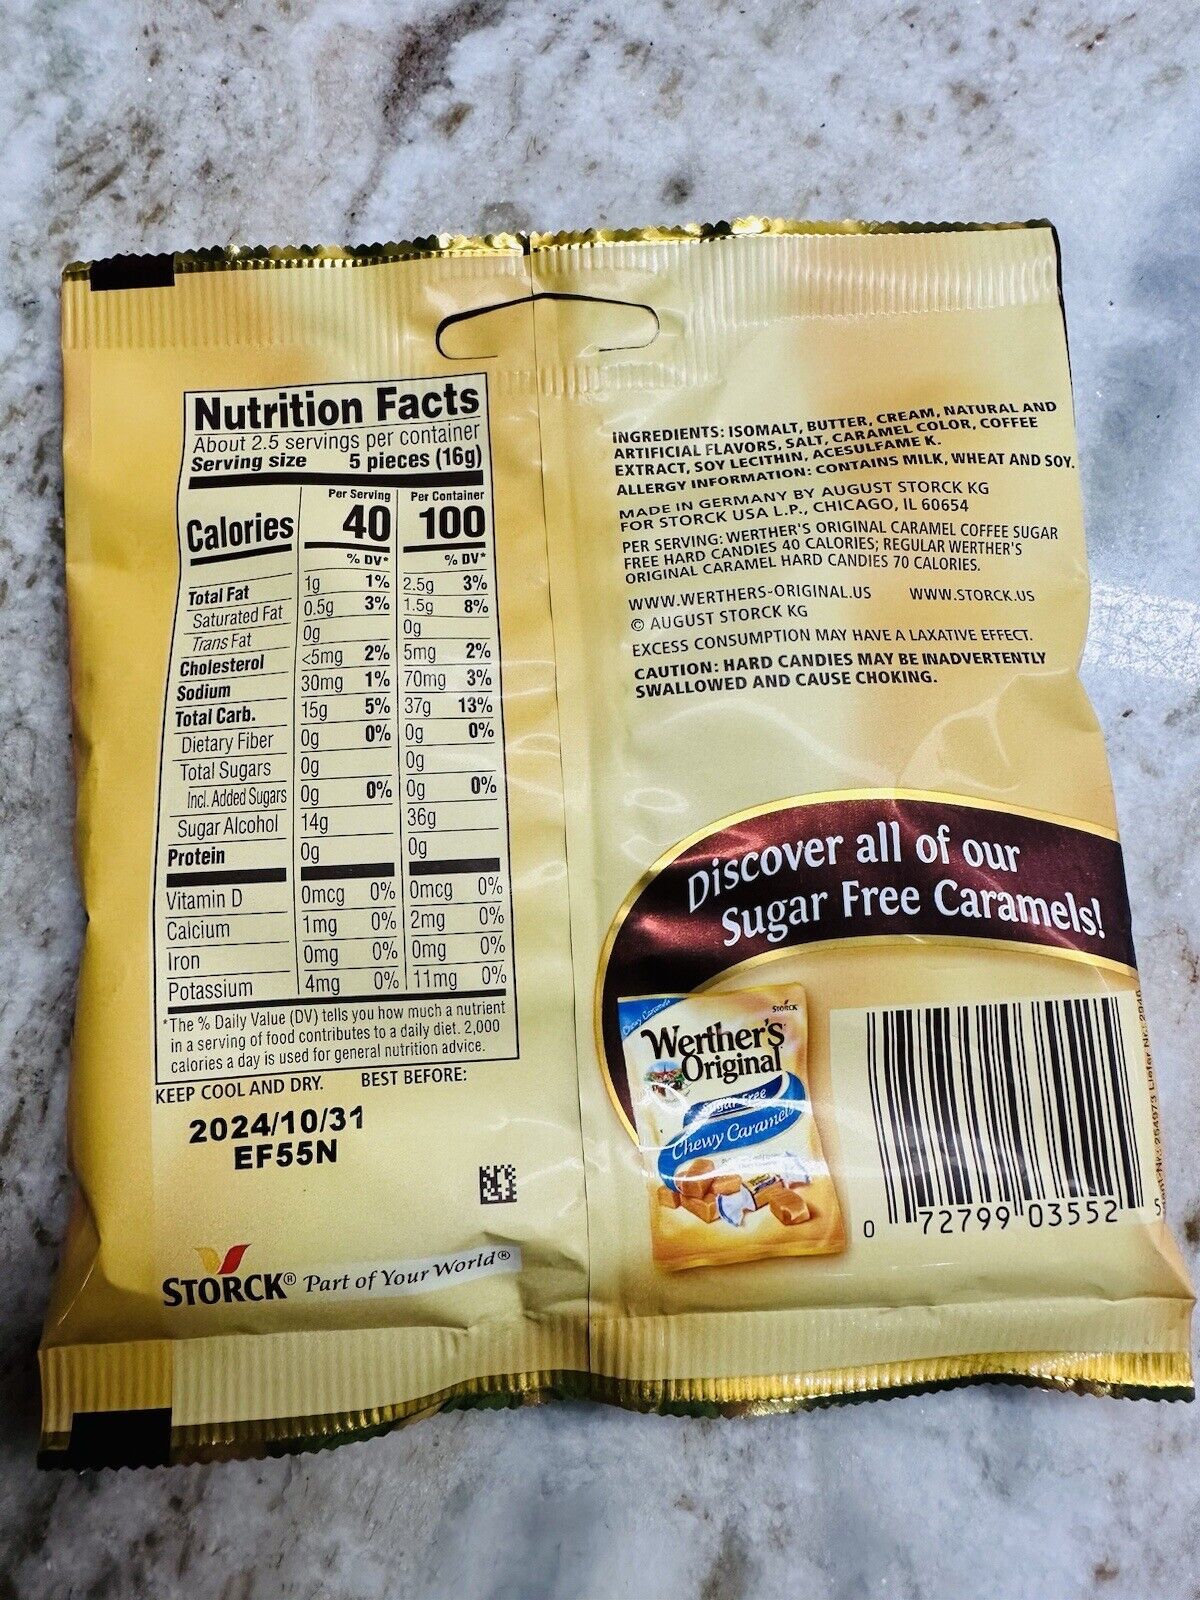 Nutrition Facts
About 2.5 servings per container
Serving size 5 pieces (16g)
Per Serving Per Container
Calories 40 100
% DV* % DV*
Total Fat 1g 1% 2.5g 3%
Saturated Fat 0.5g 3% 1.5g 8%
Trans Fat 0g 0g
Cholesterol <5mg 2% 5mg 2%
Sodium 30mg 1% 70mg 3%
Total Carb. 15g 5% 37g 13%
Dietary Fiber 0g 0% 0g 0%
Total Sugars 0g 0g
Incl. Added Sugars 0g 0% 0g 0%
Sugar Alcohol 14g 36g
Protein 0g 0g
Vitamin D 0mcg 0% 0mcg 0%
Calcium 1mg 0% 2mg 0%
Iron 0mg 0% 0mg 0%
Potassium 4mg 0% 11mg 0%
*The % Daily Value (DV) tells you how much a nutrient
in a serving of food contributes to a daily diet. 2,000
calories a day is used for general nutrition advice.
KEEP COOL AND DRY. BEST BEFORE:
2024/10/31
EF55N
STORCK® Part of Your World®
INGREDIENTS: ISOMALT, BUTTER, CREAM, NATURAL AND
ARTIFICIAL FLAVORS, SALT, CARAMEL COLOR, COFFEE
EXTRACT, SOY LECITHIN, ACESULFAME K.
ALLERGY INFORMATION: CONTAINS MILK, WHEAT AND SOY.
MADE IN GERMANY BY AUGUST STORCK KG
FOR STORCK USA L.P., CHICAGO, IL 60654
PER SERVING: WERTHER'S ORIGINAL CARAMEL COFFEE SUGAR
FREE HARD CANDIES 40 CALORIES; REGULAR WERTHER'S
ORIGINAL CARAMEL HARD CANDIES 70 CALORIES.
WWW.WERTHERS-ORIGINAL.US WWW.STORCK.US
© AUGUST STORCK KG
EXCESS CONSUMPTION MAY HAVE A LAXATIVE EFFECT.
CAUTION: HARD CANDIES MAY BE INADVERTENTLY
SWALLOWED AND CAUSE CHOKING.
Discover all of our
Sugar Free Caramels!
Chewy Caramels
STORCK
Werther's
Original
Sugar Free
Chewy Caramels
0 72799 03552 5
254973 Liefer Nr.: 2945